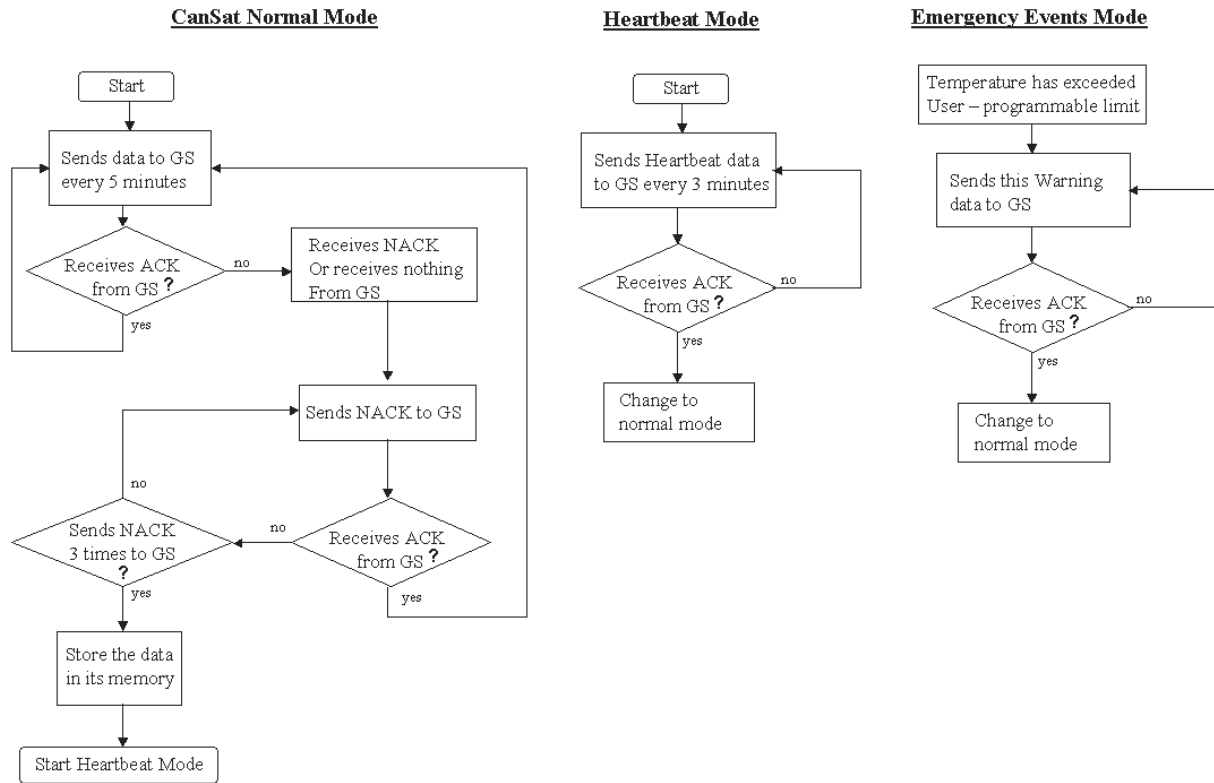 CanSat Normal Mode
Start
Sends data to GS
every 5 minutes
Receives ACK
from GS ?
no
yes
Receives NACK
Or receives nothing
From GS
Sends NACK to GS
Receives ACK
from GS ?
no
yes
Sends NACK
3 times to GS
?
no
yes
Store the data
in its memory
Start Heartbeat Mode
Heartbeat Mode
Start
Sends Heartbeat data
to GS every 3 minutes
Receives ACK
from GS ?
no
yes
Change to
normal mode
Emergency Events Mode
Temperature has exceeded
User – programmable limit
Sends this Warning
data to GS
Receives ACK
from GS ?
no
yes
Change to
normal mode